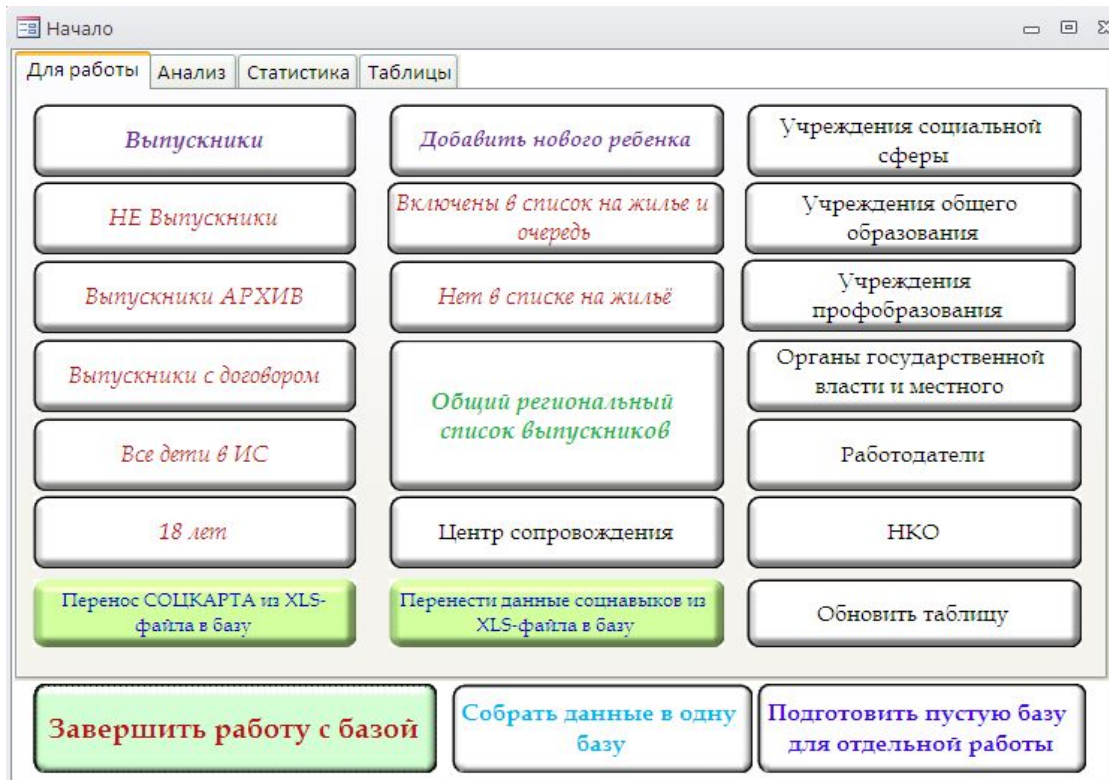 Начало
Для работы Анализ Статистика Таблицы
Выпускники
НЕ Выпускники
Выпускники АРХИВ
Выпускники с договором
Все дети в ИС
18 лет
Перенос СОЦКАРТА из XLS-
файла в базу
Добавить нового ребенка
Включены в список на жилье и
очередь
Нет в списке на жильё
Общий региональный
список выпускников
Центр сопровождения
Перенести данные соцнавыков из
XLS-файла в базу
Учреждения социальной
сферы
Учреждения общего
образования
Учреждения
профобразования
Органы государственной
власти и местного
Работодатели
НКО
Обновить таблицу
Завершить работу с базой
Собрать данные в одну
базу
Подготовить пустую базу
для отдельной работы